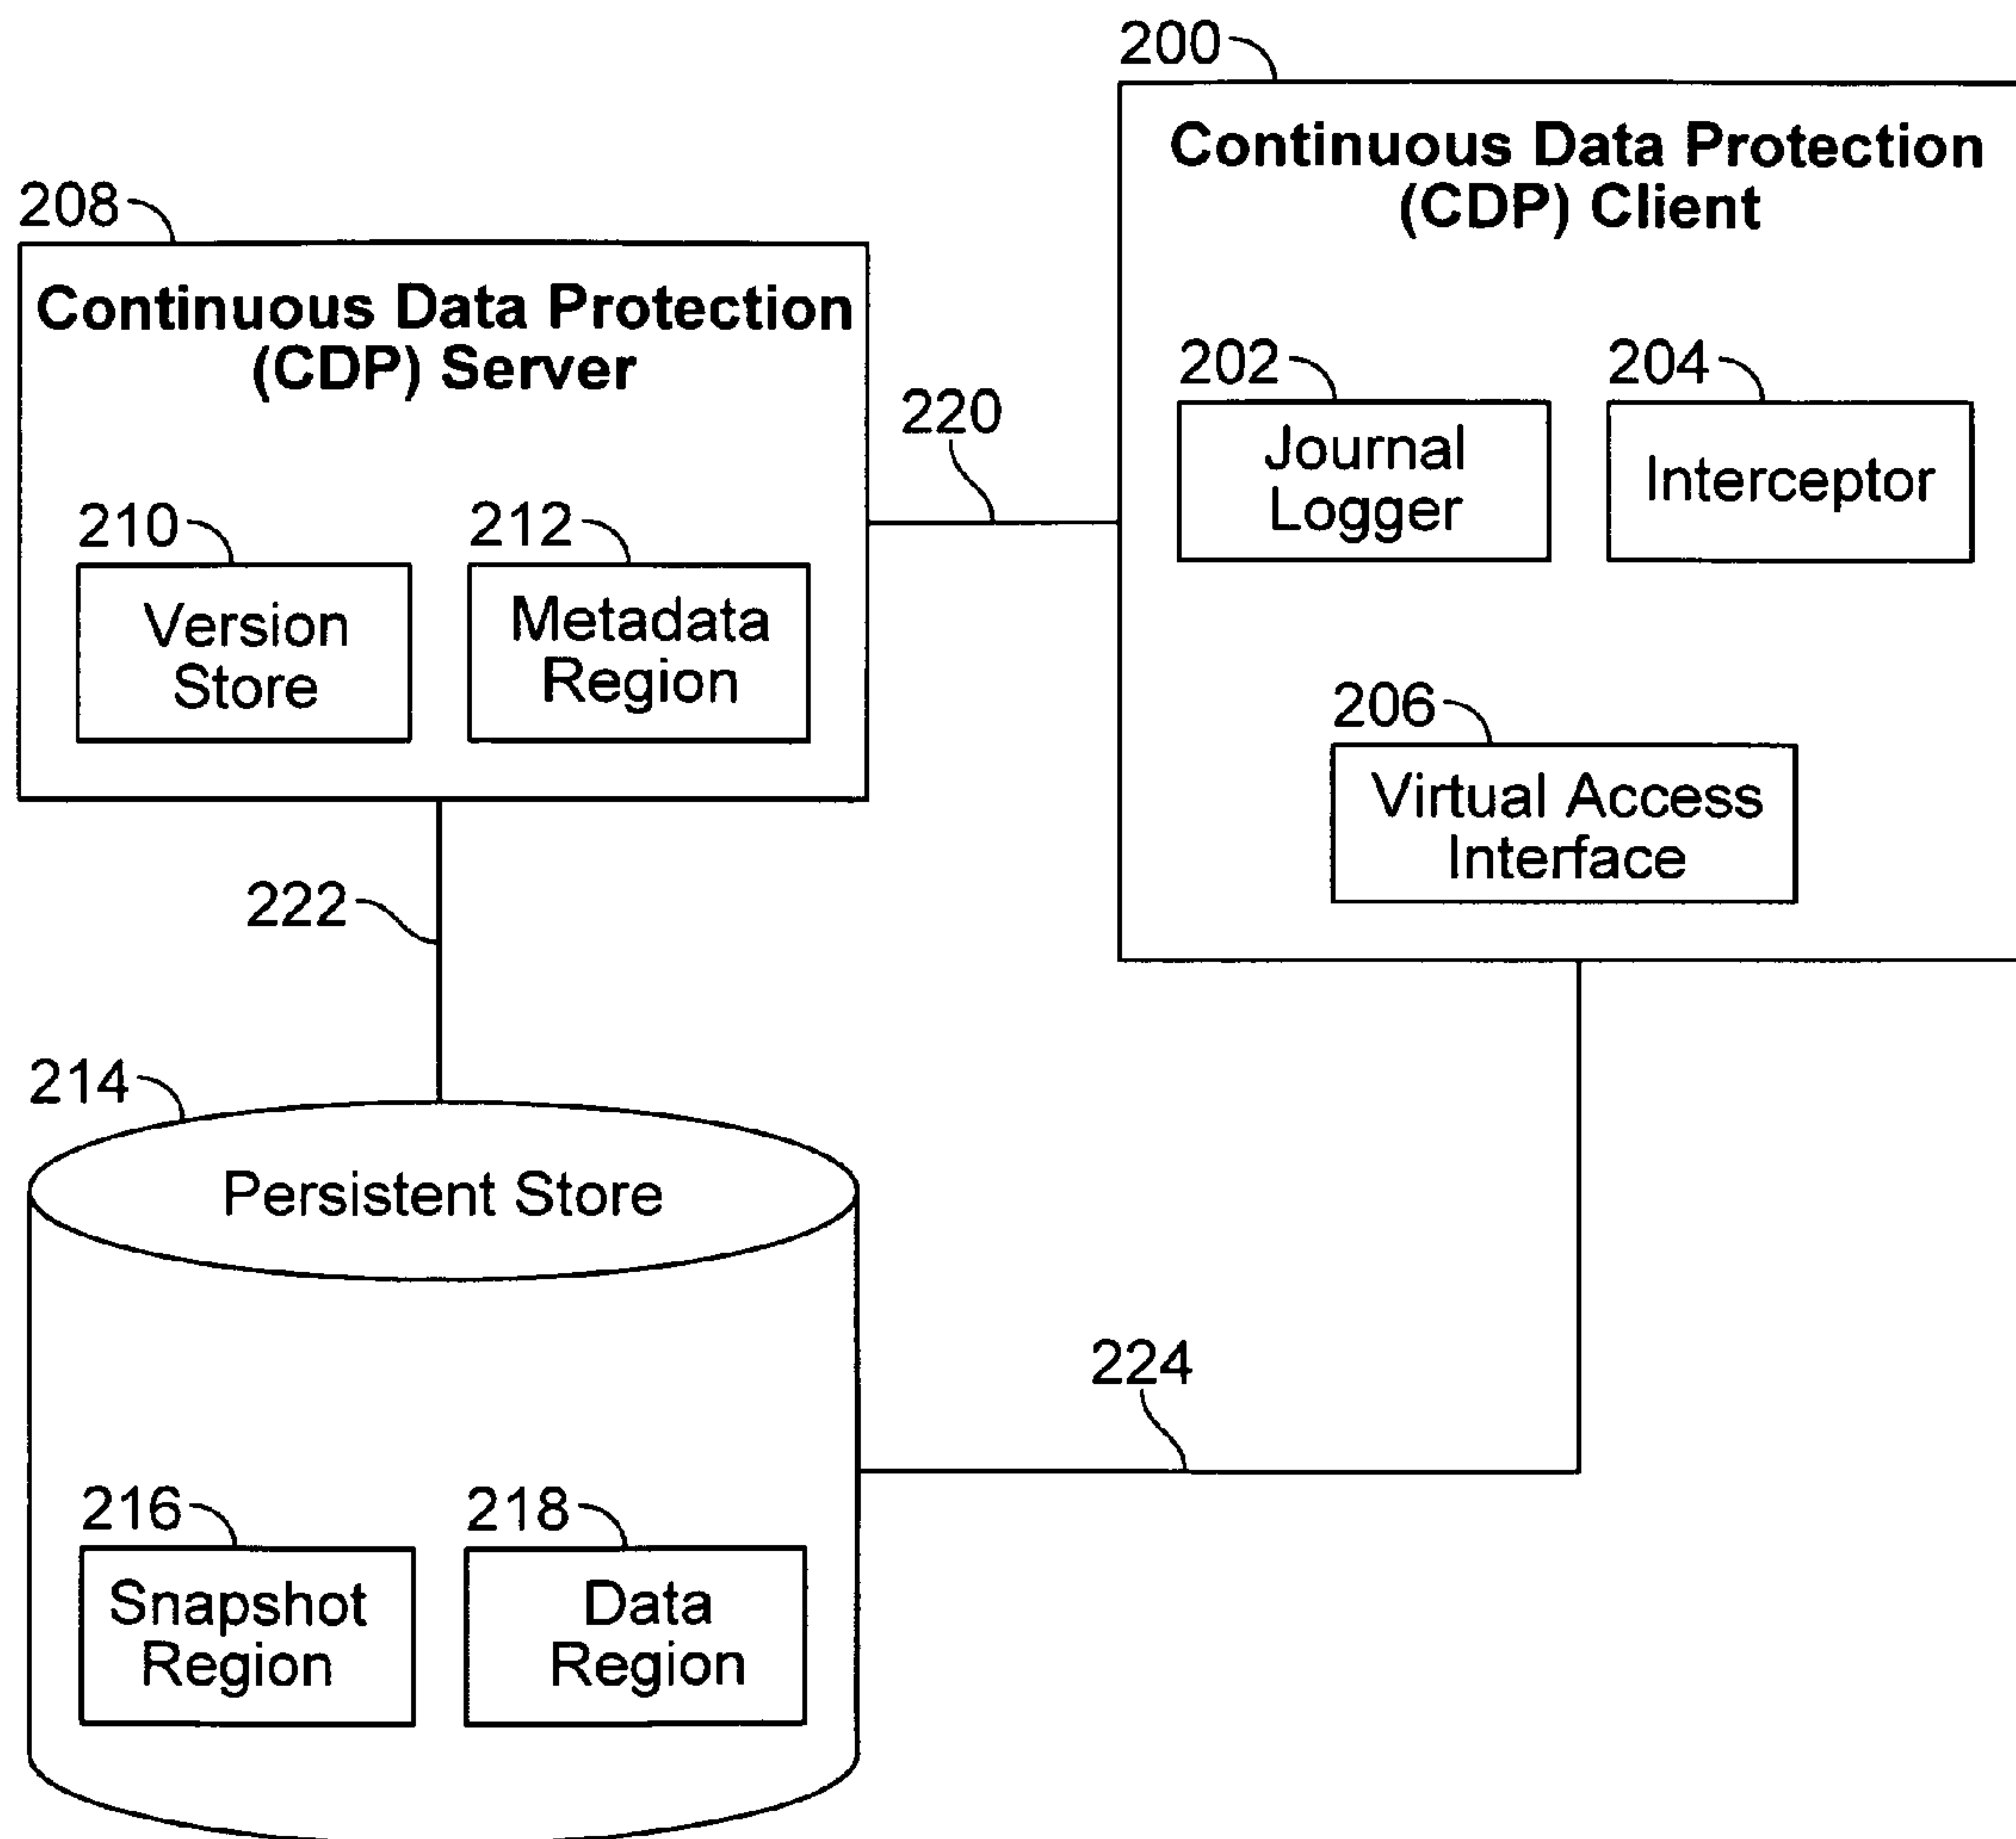 200
Continuous Data Protection
(CDP) Client
202
Journal
Logger
204
Interceptor
206
Virtual Access
Interface
208
Continuous Data Protection
(CDP) Server
210
Version
Store
212
Metadata
Region
220
222
214
Persistent Store
224
216
Snapshot
Region
218
Data
Region